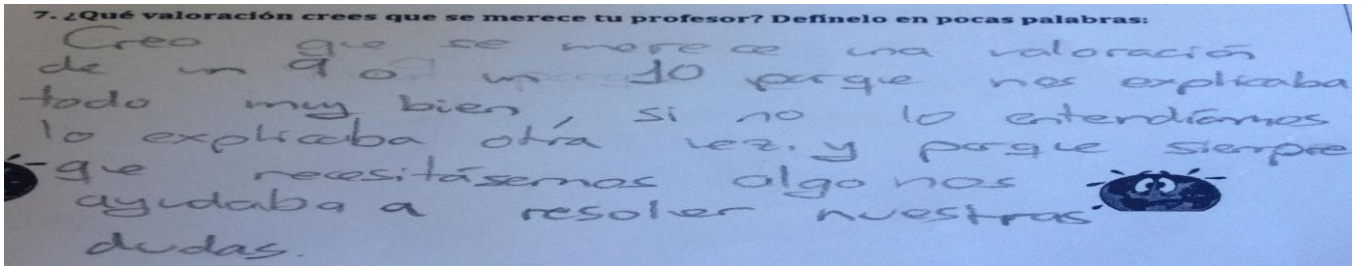 7. ¿Qué valoración crees que se merece tu profesor? Defínelo en pocas palabras:
Creo que se merece una valoración
de un 9 o un 10 porque nos explicaba
todo muy bien, si no lo entendíamos
lo explicaba otra vez. y porque siempre
que necesitásemos algo nos
ayudaba a resolver nuestras
dudas.